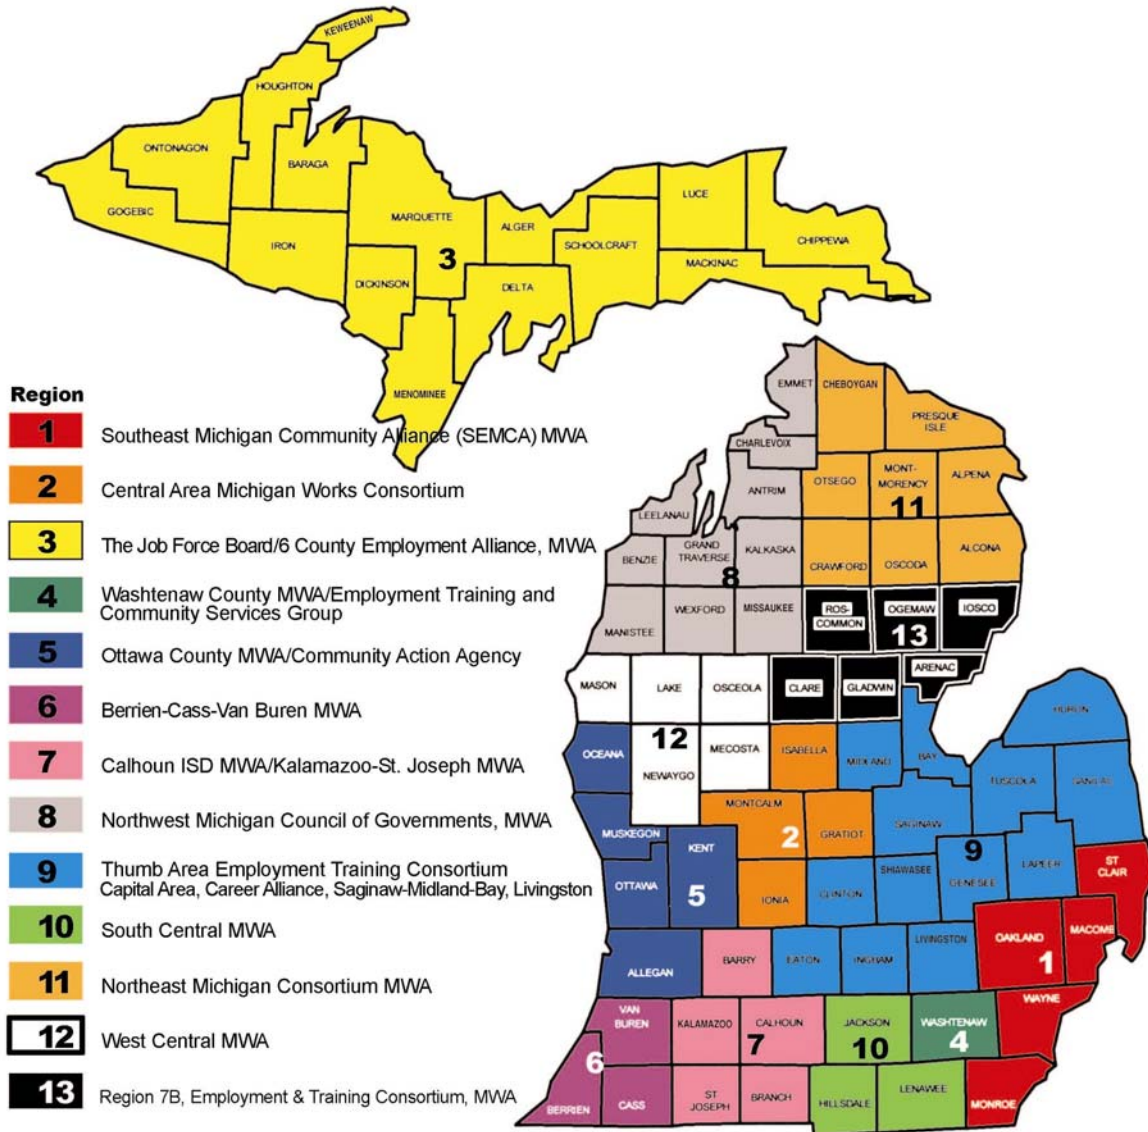 KEWEENAW
HOUGHTON
ONTONAGON
BARAGA
GOGEBIC
MARQUETTE
ALGER
LUCE
IRON
SCHOOLCRAFT
CHIPPEWA
3
MACKINAC
DICKINSON
DELTA
MENOMINEE
Region
1 Southeast Michigan Community Alliance (SEMCA) MWA
2 Central Area Michigan Works Consortium
3 The Job Force Board/6 County Employment Alliance, MWA
4 Washtenaw County MWA/Employment Training and
Community Services Group
5 Ottawa County MWA/Community Action Agency
6 Berrien-Cass-Van Buren MWA
7 Calhoun ISD MWA/Kalamazoo-St. Joseph MWA
8 Northwest Michigan Council of Governments, MWA
9 Thumb Area Employment Training Consortium
Capital Area, Career Alliance, Saginaw-Midland-Bay, Livingston
10 South Central MWA
11 Northeast Michigan Consortium MWA
12 West Central MWA
13 Region 7B, Employment & Training Consortium, MWA
EMMET
CHEBOYGAN
PRESQUE
ISLE
CHARLEVOIX
ANTRIM
OTSEGO
MONT-
MORENCY
ALPENA
11
LEELANAU
BENZIE
GRAND
TRAVERSE
KALKASKA
CRAWFORD
OSCODA
ALCONA
8
MANISTEE
WEXFORD
MISSAUKEE
ROS-
COMMON
OGEMAW
IOSCO
13
MASON
LAKE
OSCEOLA
CLARE
GLADWIN
ARENAC
HURON
OCEANA
12
NEWAYGO
MECOSTA
ISABELLA
MIDLAND
BAY
TUSCOLA
SANILAC
MUSKEGON
MONTCALM
2
GRATIOT
SAGINAW
KENT
9
OTTAWA
5
IONIA
CLINTON
SHIAWASEE
GENESEE
LAPEER
ST
CLAIR
ALLEGAN
BARRY
EATON
INGHAM
LIVINGSTON
OAKLAND
MACOMB
1
VAN
BUREN
KALAMAZOO
CALHOUN
JACKSON
WASHTENAW
WAYNE
6
7
10
4
BERRIEN
CASS
ST
JOSEPH
BRANCH
HILLSDALE
LENAWEE
MONROE